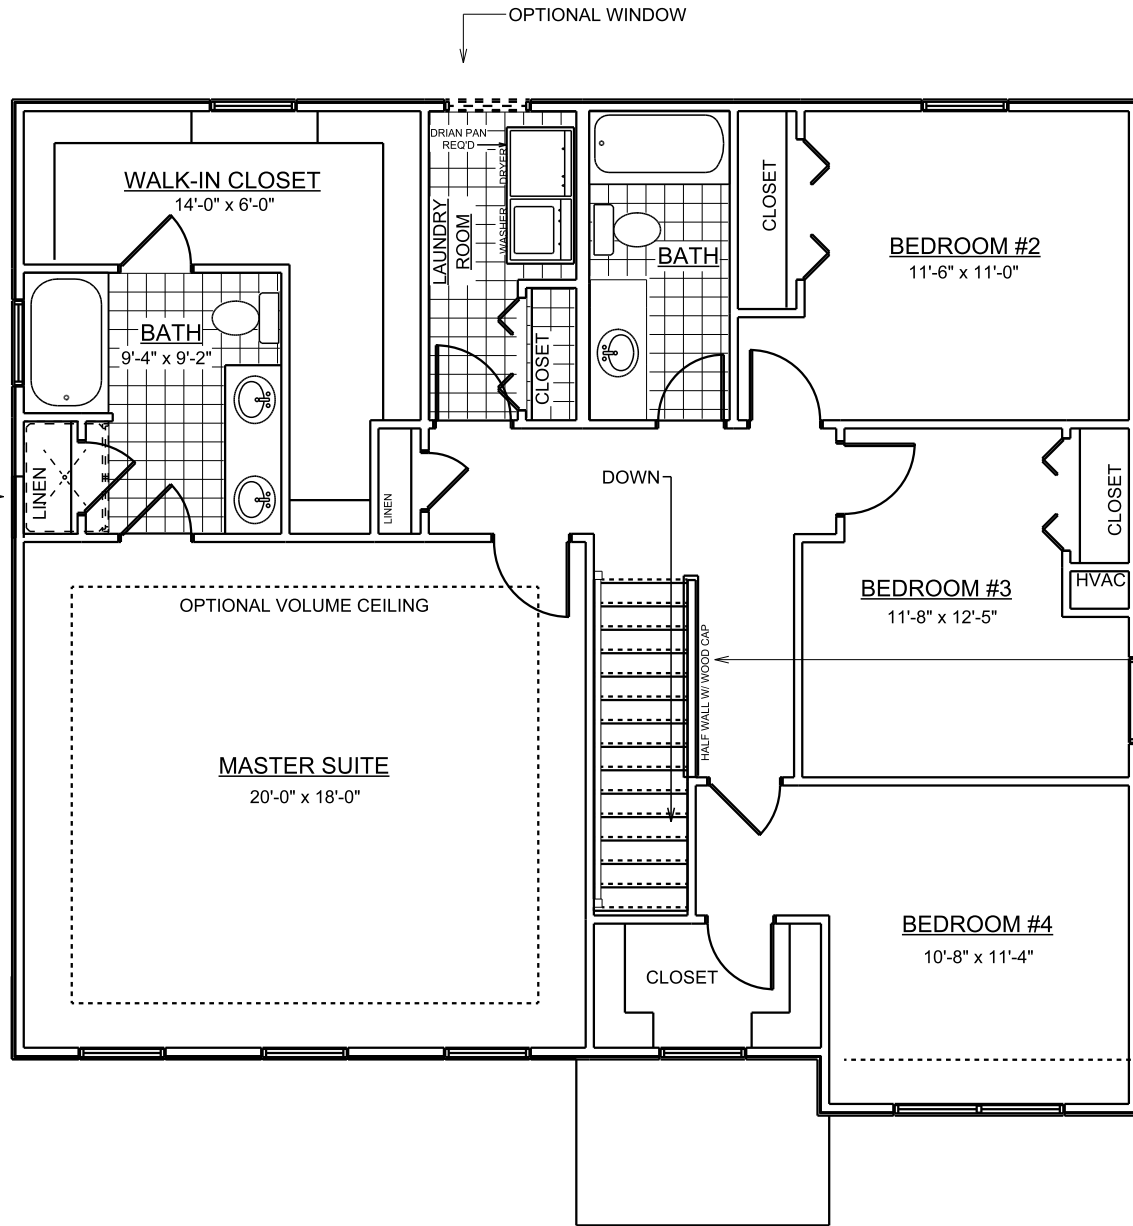 OPTIONAL WINDOW
DRIAN PAN
REQ'D
DRYER
WASHER
LAUNDRY
ROOM
WALK-IN CLOSET
14'-0" x 6'-0"
CLOSET
BATH
BEDROOM #2
11'-6" x 11'-0"
BATH
9'-4" x 9'-2"
CLOSET
LINEN
LINEN
DOWN
CLOSET
HVAC
BEDROOM #3
11'-8" x 12'-5"
OPTIONAL VOLUME CEILING
HALF WALL W/ WOOD CAP
MASTER SUITE
20'-0" x 18'-0"
BEDROOM #4
10'-8" x 11'-4"
CLOSET